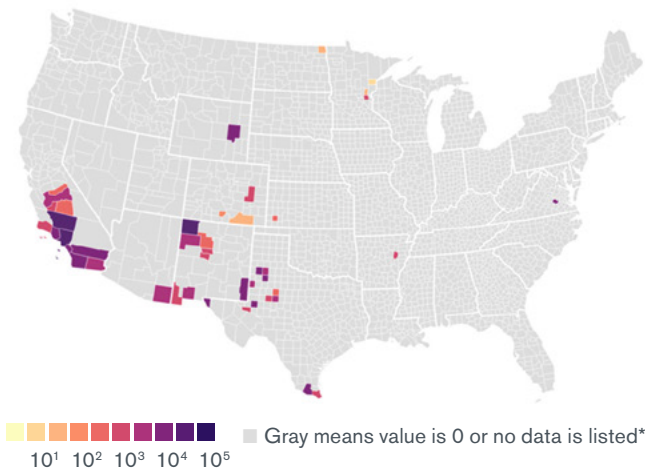 Gray means value is 0 or no data is listed*
10¹ 10² 10³ 10⁴ 10⁵